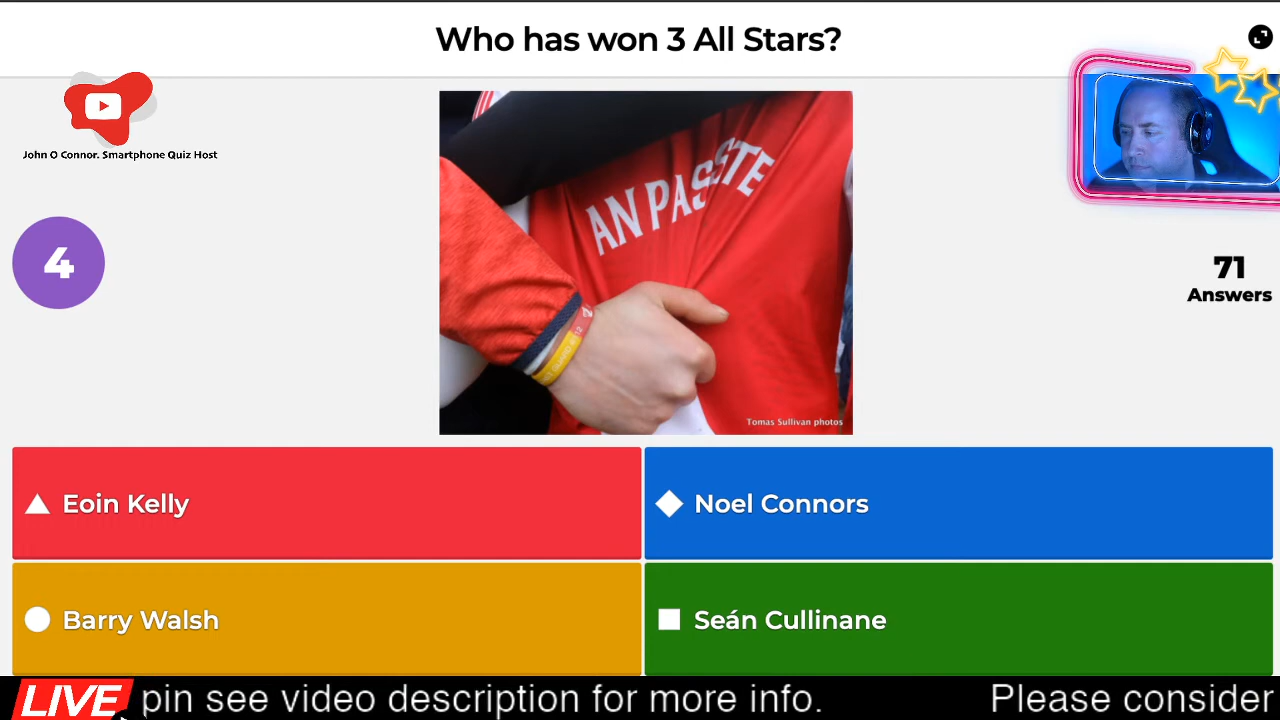 Who has won 3 All Stars?
John O Connor. Smartphone Quiz Host
AN PASSTE
4
71
Answers
Tomas Sullivan photos
Eoin Kelly
Noel Connors
Barry Walsh
Seán Cullinane
LIVE pin see video description for more info. Please consider